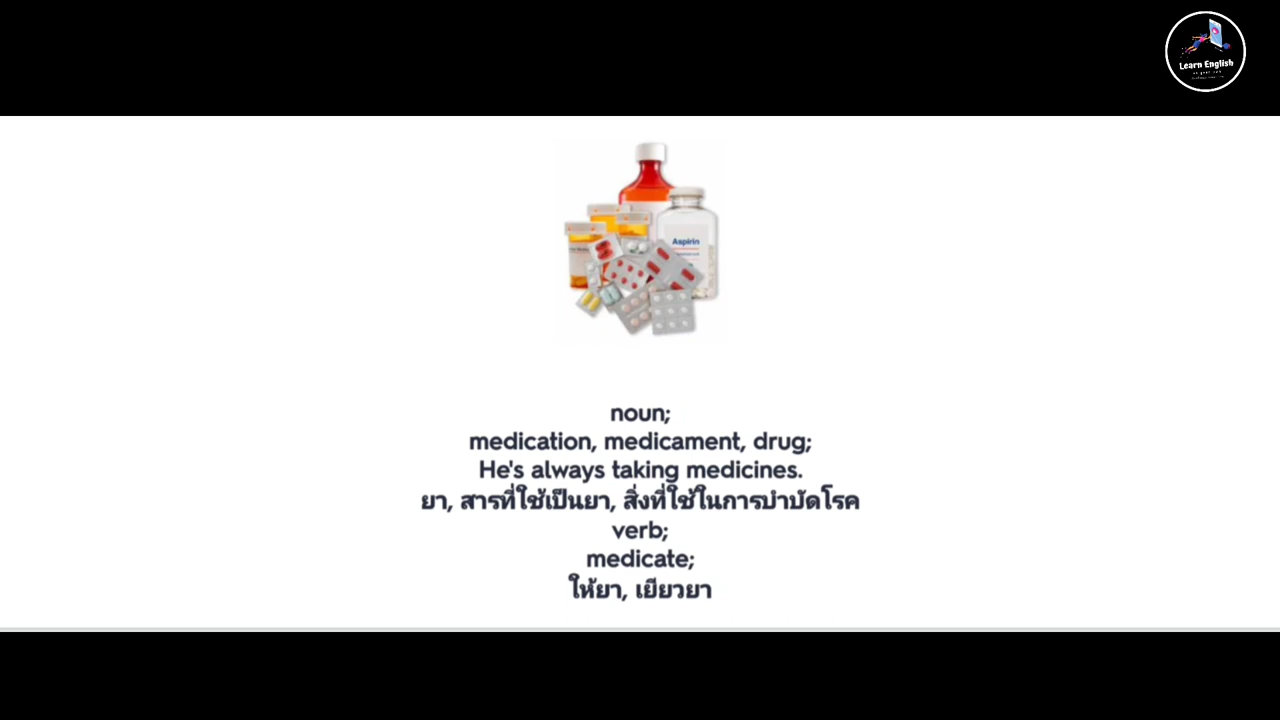 Learn English
Aspirin
noun;
medication, medicament, drug;
He's always taking medicines.
ยา, สารที่ใช้เป็นยา, สิ่งที่ใช้ในการบำบัดโรค
verb;
medicate;
ให้ยา, เยียวยา